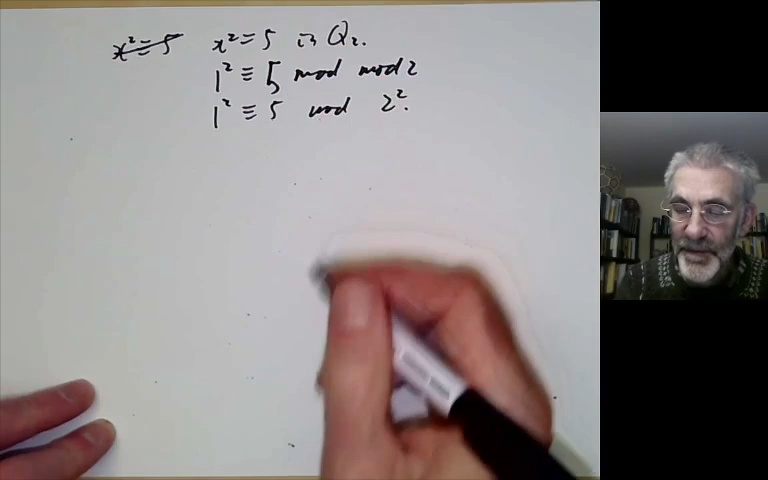 x² = 5 x² = 5 in Q₂.
1² ≡ 5 mod mod 2
1² ≡ 5 mod 2².